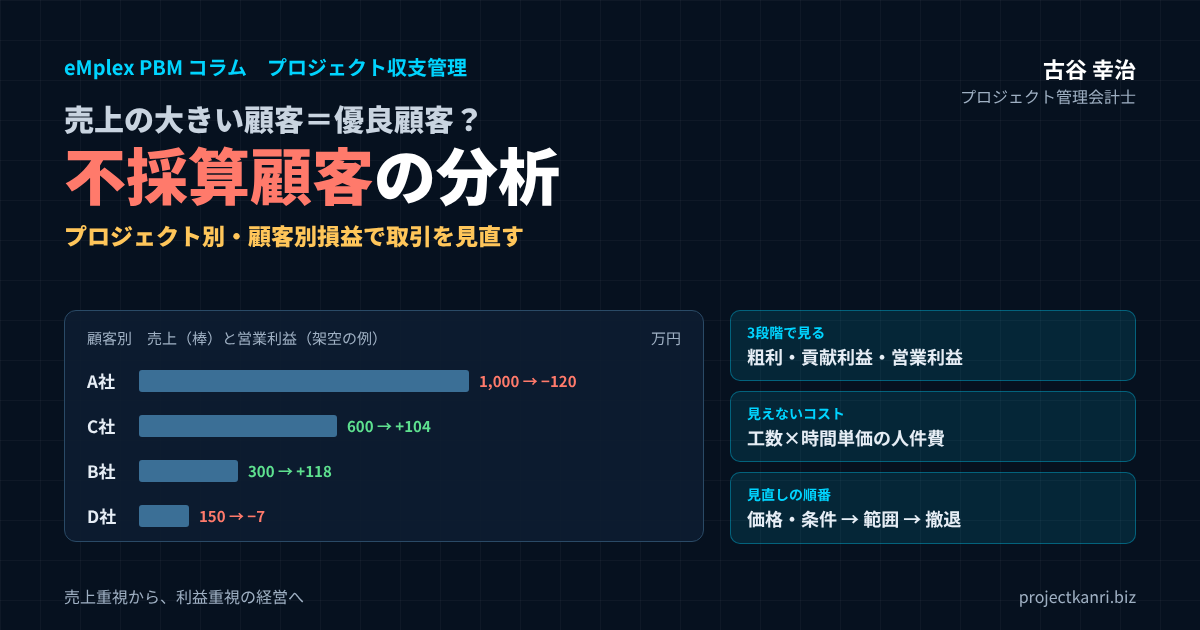 eMplex PBM コラム　プロジェクト収支管理
古谷 幸治
プロジェクト管理会計士
売上の大きい顧客＝優良顧客？
不採算顧客の分析
プロジェクト別・顧客別損益で取引を見直す
顧客別　売上（棒）と営業利益（架空の例）
万円
A社
1,000 → −120
C社
600 → +104
B社
300 → +118
D社
150 → −7
3段階で見る
粗利・貢献利益・営業利益
見えないコスト
工数×時間単価の人件費
見直しの順番
価格・条件 → 範囲 → 撤退
売上重視から、利益重視の経営へ
projectkanri.biz